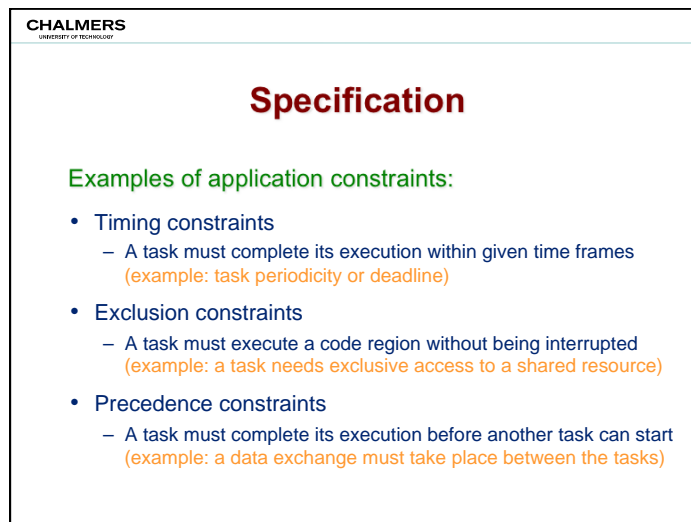 CHALMERS
UNIVERSITY OF TECHNOLOGY
Specification
Examples of application constraints:
• Timing constraints
– A task must complete its execution within given time frames
(example: task periodicity or deadline)
• Exclusion constraints
– A task must execute a code region without being interrupted
(example: a task needs exclusive access to a shared resource)
• Precedence constraints
– A task must complete its execution before another task can start
(example: a data exchange must take place between the tasks)